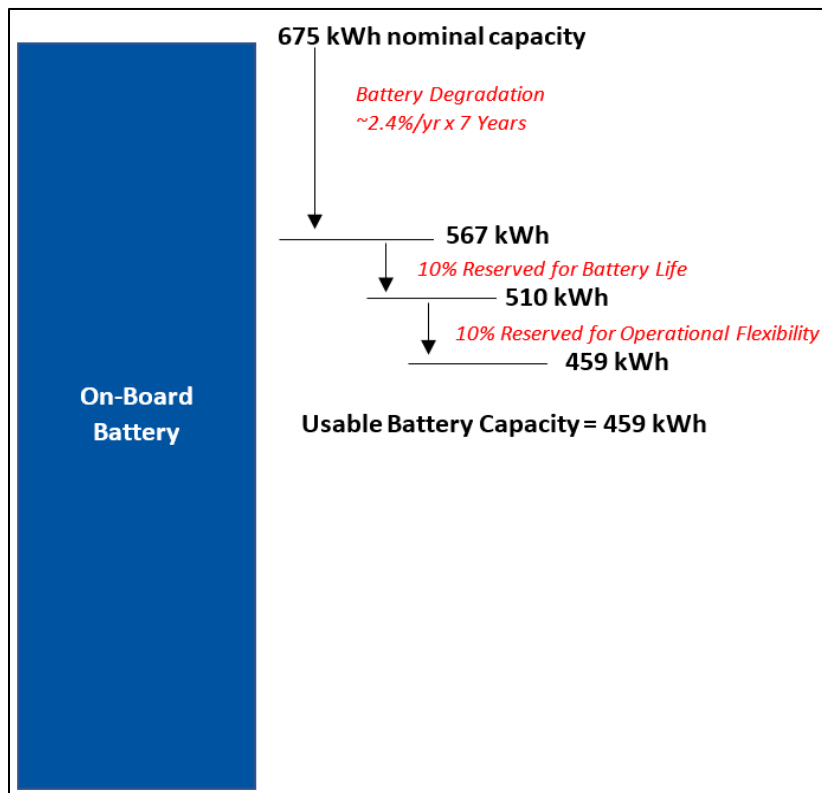 675 kWh nominal capacity
Battery Degradation
~2.4%/yr x 7 Years
567 kWh
10% Reserved for Battery Life
510 kWh
10% Reserved for Operational Flexibility
459 kWh
On-Board
Battery
Usable Battery Capacity = 459 kWh